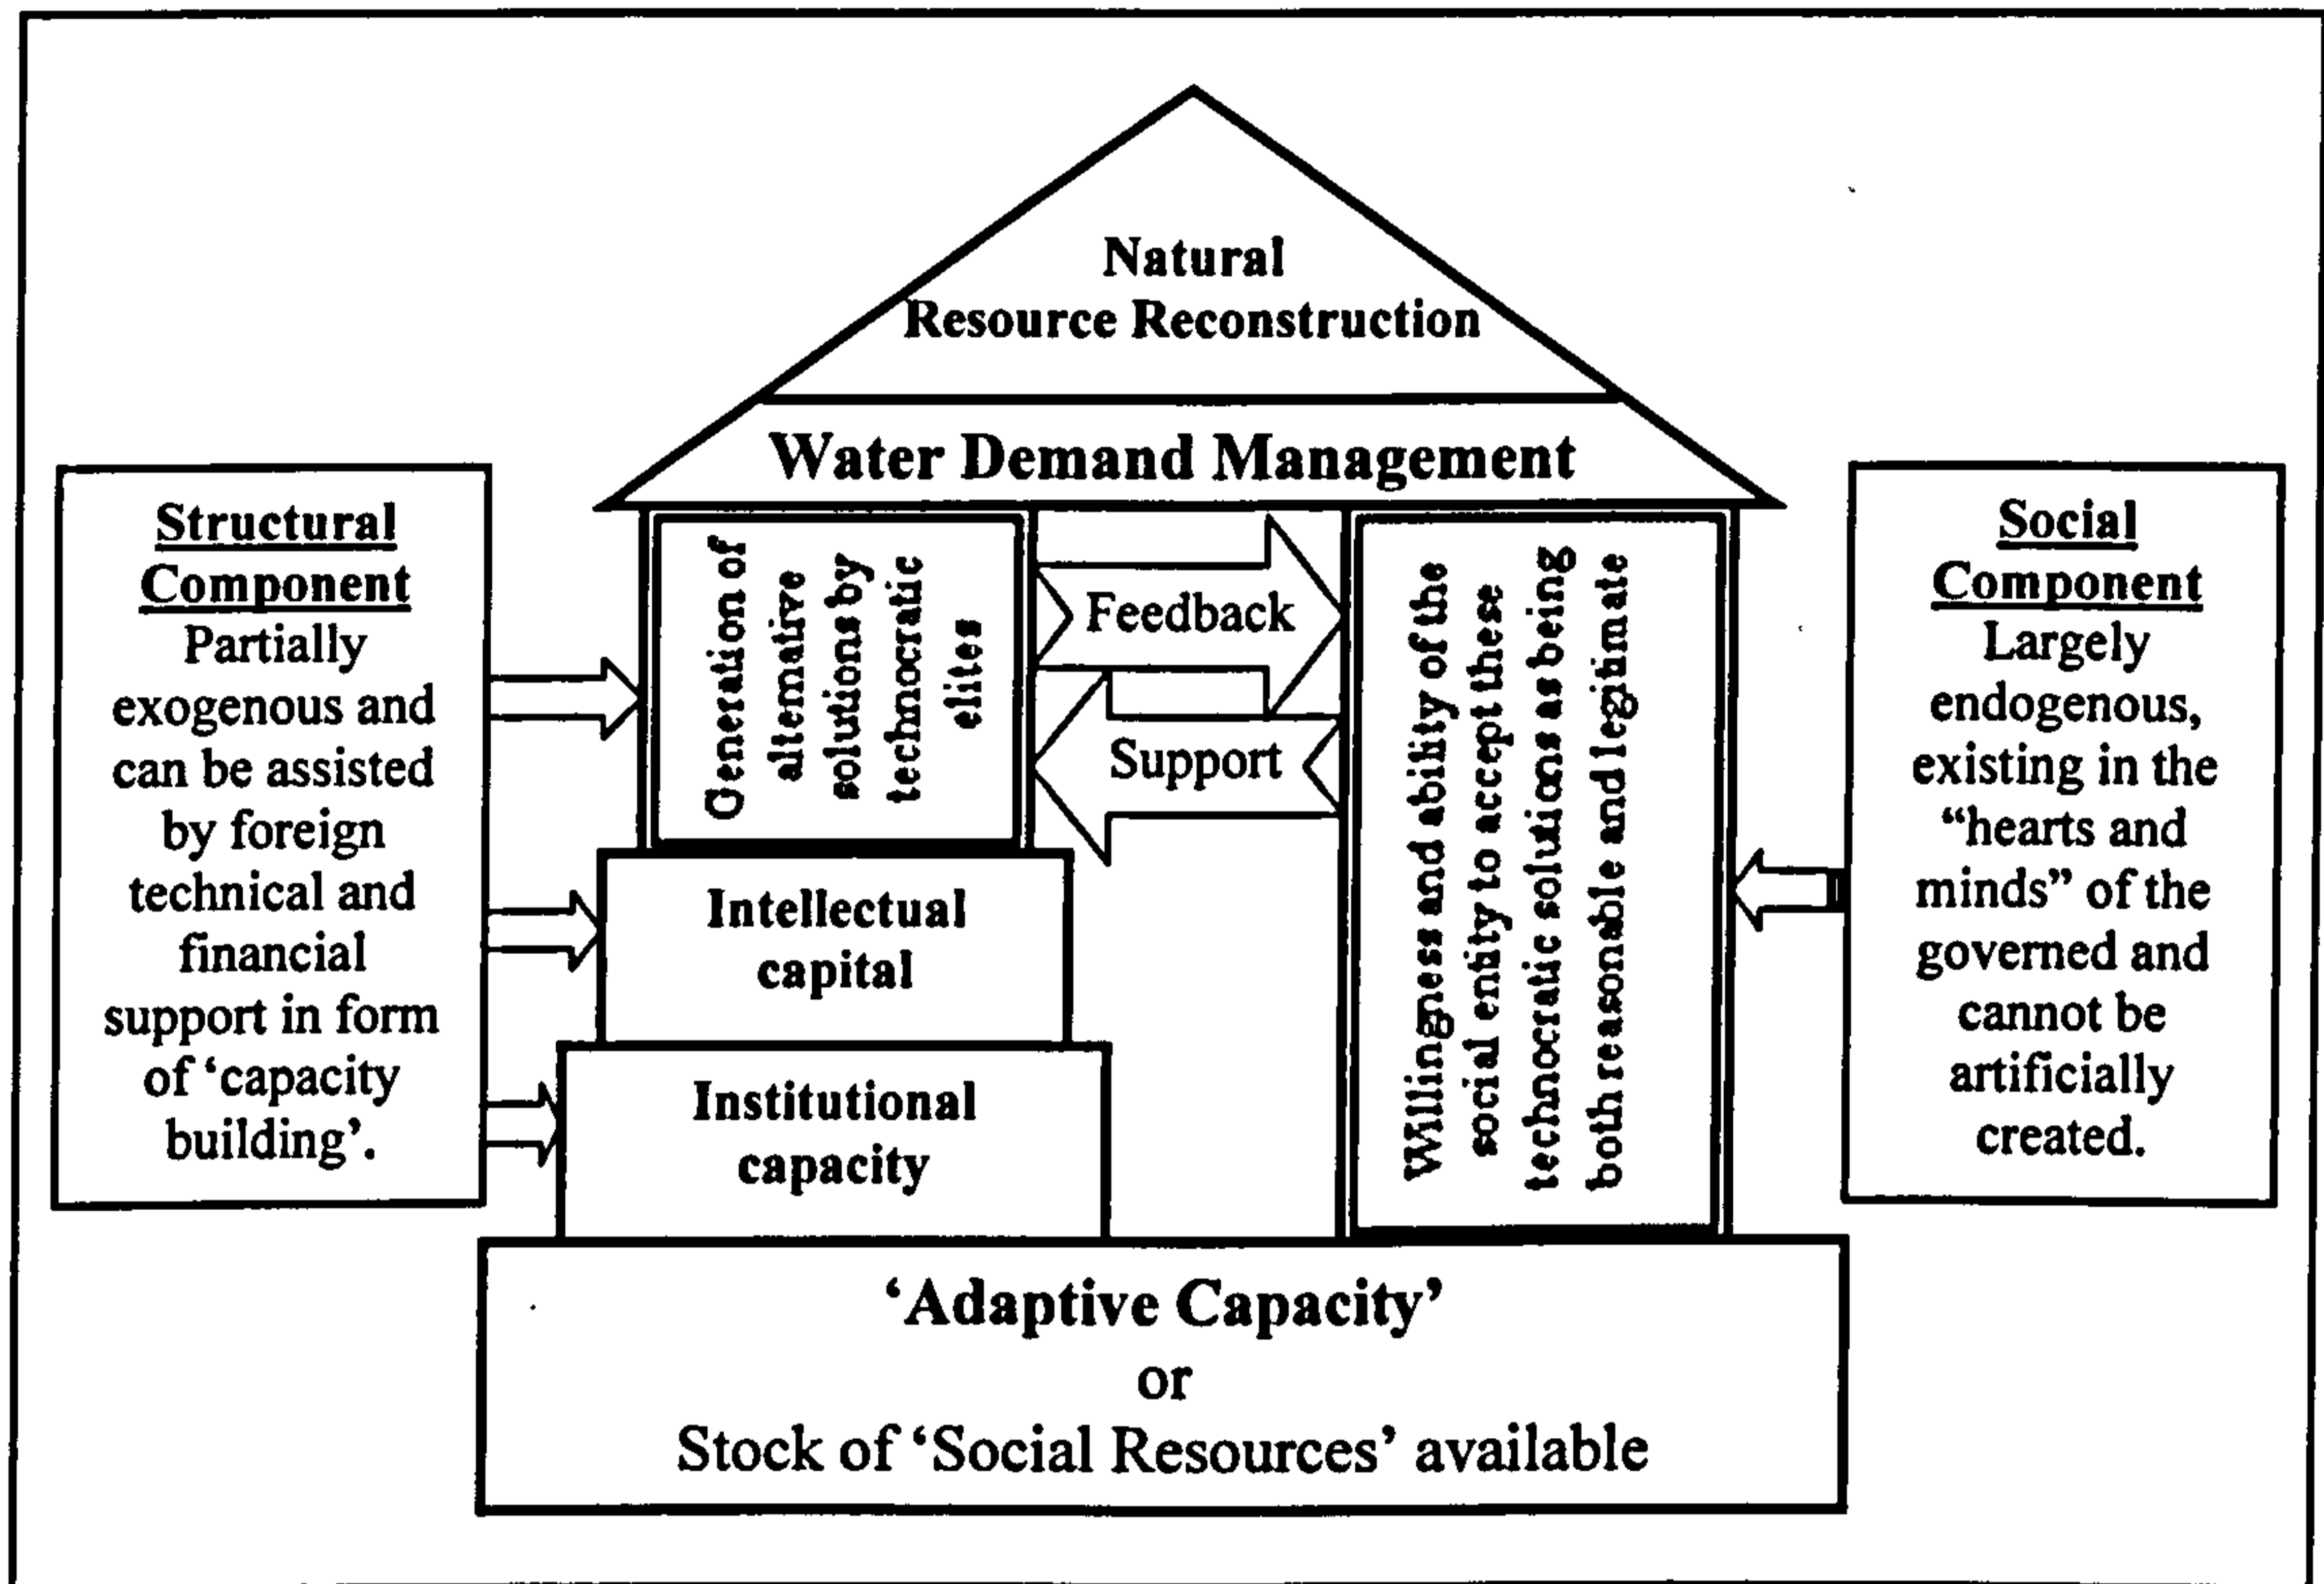 Natural
Resource Reconstruction
Water Demand Management
Structural
Component
Partially
exogenous and
can be assisted
by foreign
technical and
financial
support in form
of ‘capacity
building’.
Generation of
alternative
solutions by
technocratic
elites
Feedback
Support
Willingness and ability of the
social entity to accept these
technocratic solutions as being
both reasonable and legitimate
Social
Component
Largely
endogenous,
existing in the
“hearts and
minds” of the
governed and
cannot be
artificially
created.
Intellectual
capital
Institutional
capacity
‘Adaptive Capacity’
or
Stock of ‘Social Resources’ available